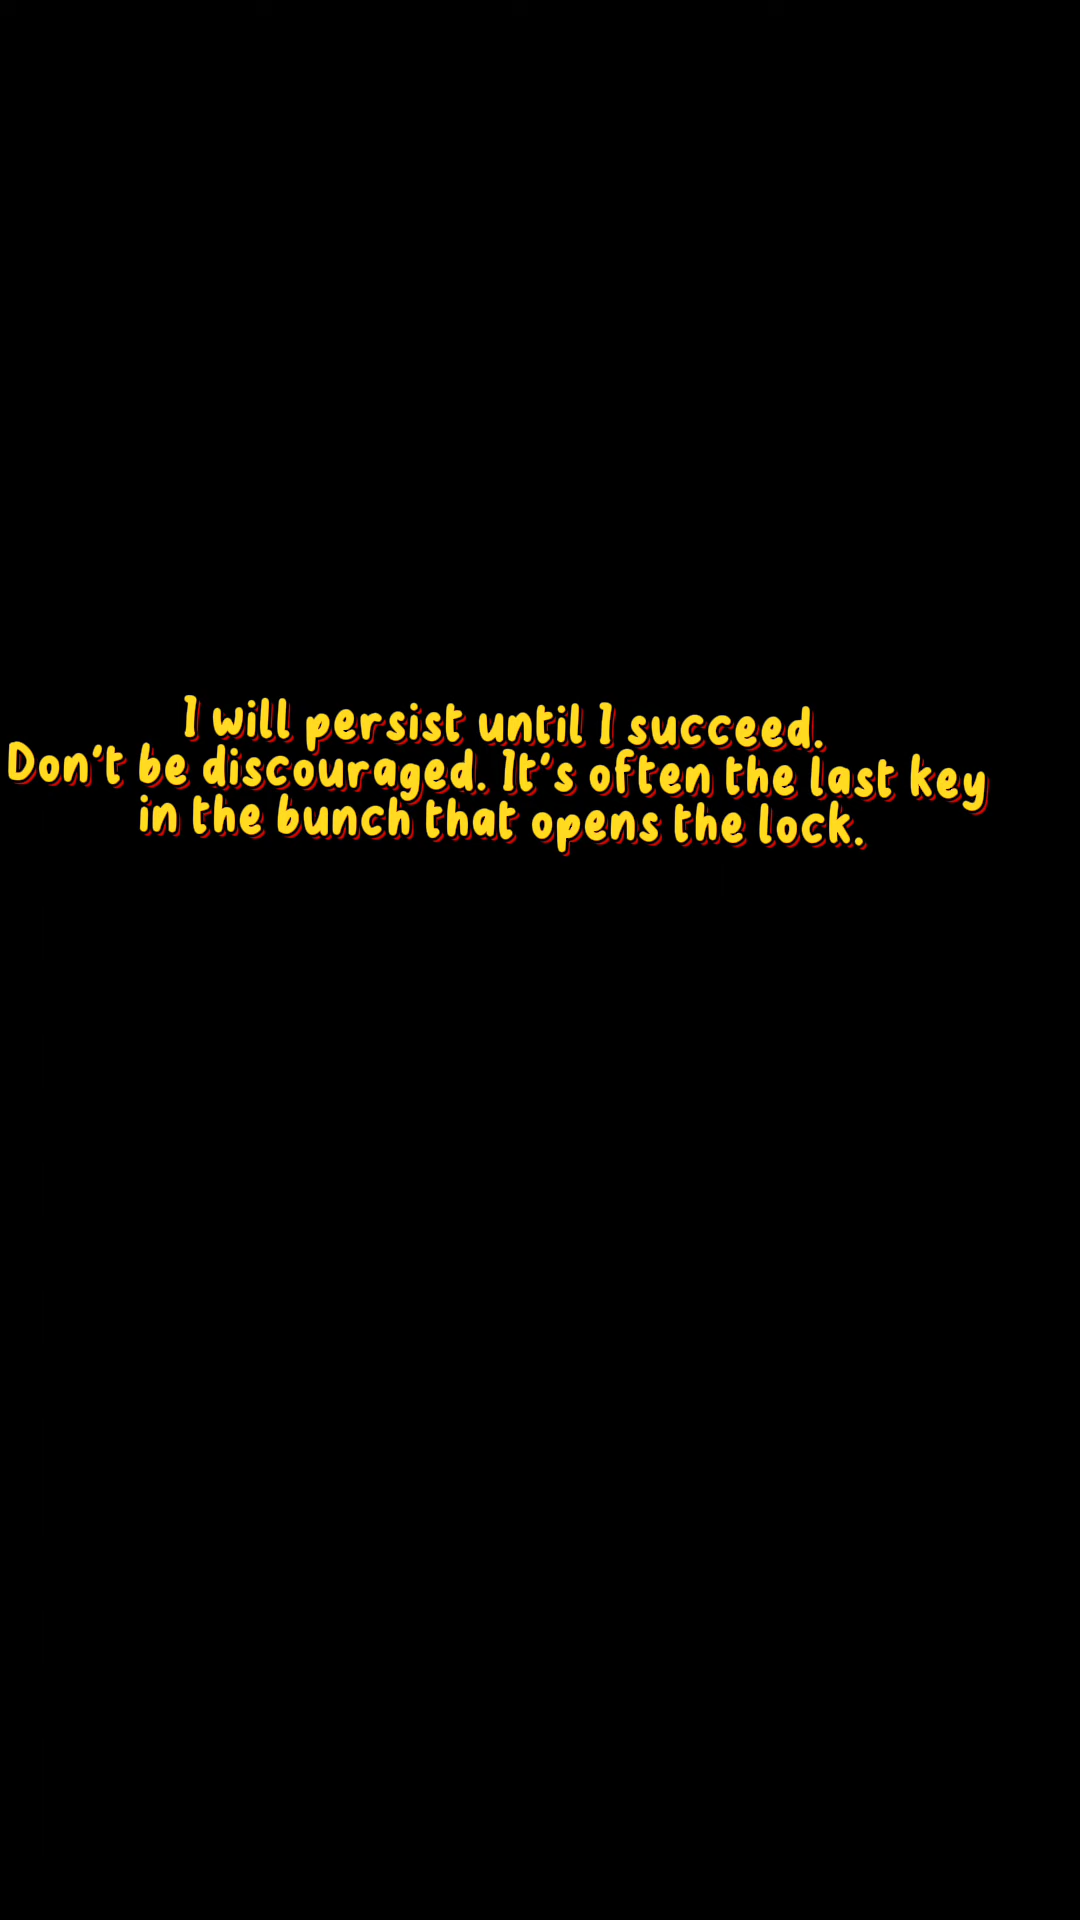 I will persist until I succeed.
Don't be discouraged. It's often the last key
in the bunch that opens the lock.